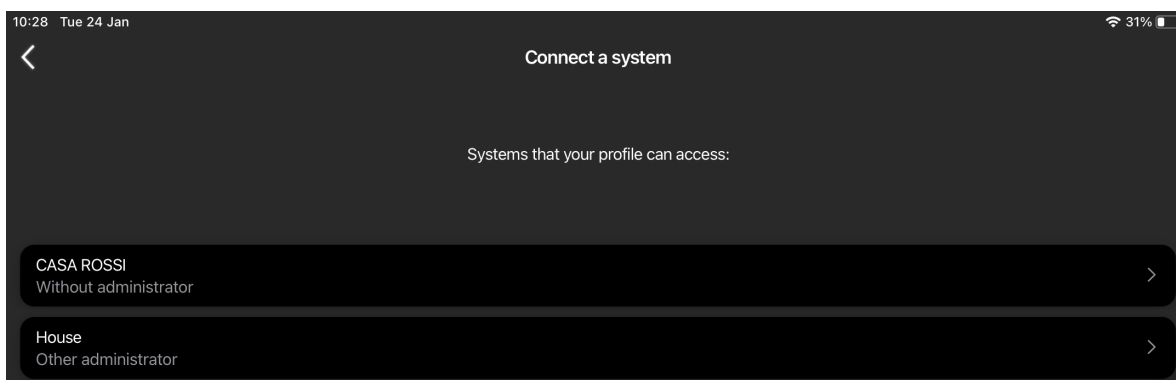 10:28 Tue 24 Jan 31%
Connect a system
Systems that your profile can access:
CASA ROSSI
Without administrator
House
Other administrator